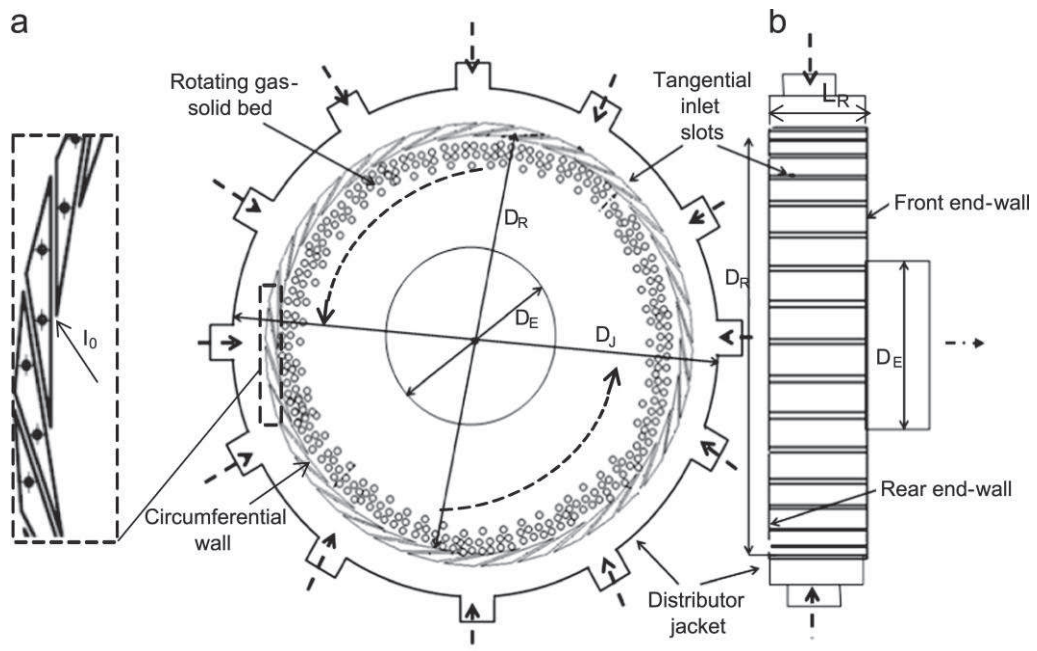 a
b
Rotating gas-
solid bed
Tangential
inlet
slots
L_R
Front end-wall
D_R
D_R
D_E
D_J
D_E
I_0
Circumferential
wall
Rear end-wall
Distributor
jacket